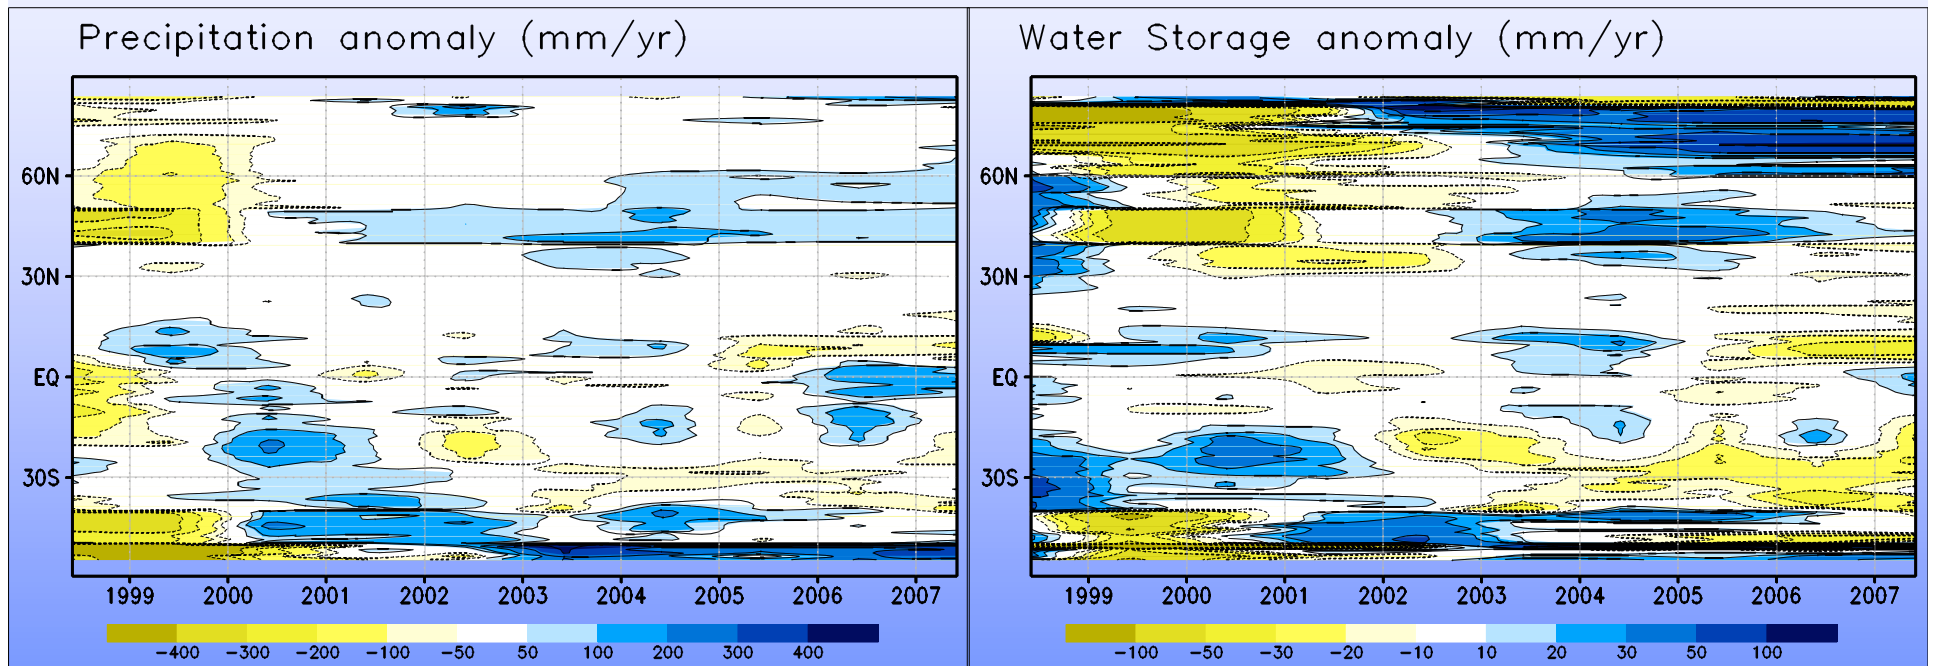 Precipitation anomaly (mm/yr)
60N
30N
EQ
30S
1999 2000 2001 2002 2003 2004 2005 2006 2007
-400 -300 -200 -100 -50 50 100 200 300 400
Water Storage anomaly (mm/yr)
60N
30N
EQ
30S
1999 2000 2001 2002 2003 2004 2005 2006 2007
-100 -50 -30 -20 -10 10 20 30 50 100